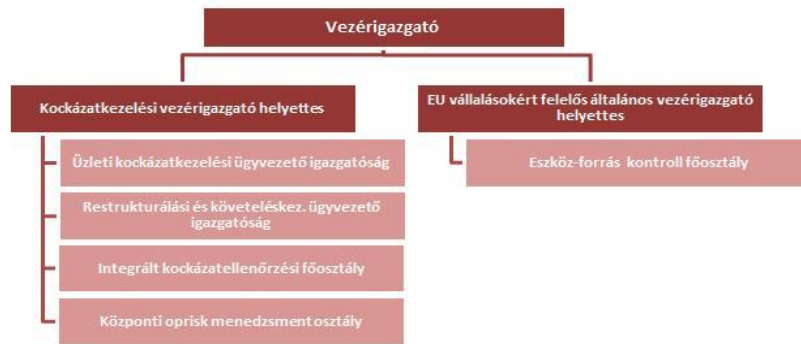 Vezérigazgató
Kockázatkezelési vezérigazgató helyettes
EU vállalásokért felelős általános vezérigazgató
helyettes
Üzleti kockázatkezelési ügyvezető igazgatóság
Restrukturálási és követeléskez. ügyvezető
igazgatóság
Integrált kockázatellenőrzési főosztály
Központi oprisk menedzsment osztály
Eszköz-forrás kontroll főosztály